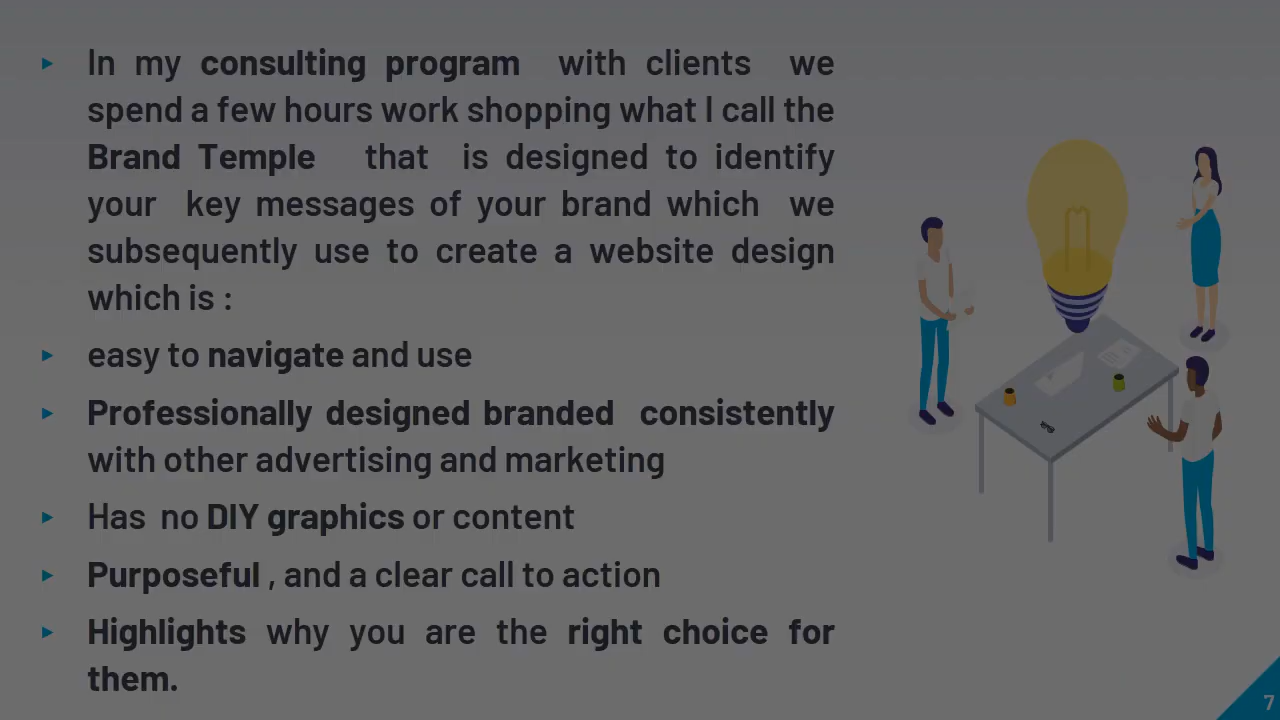 In my consulting program with clients we
spend a few hours work shopping what I call the
Brand Temple that is designed to identify
your key messages of your brand which we
subsequently use to create a website design
which is :
easy to navigate and use
Professionally designed branded consistently
with other advertising and marketing
Has no DIY graphics or content
Purposeful , and a clear call to action
Highlights why you are the right choice for
them.
7